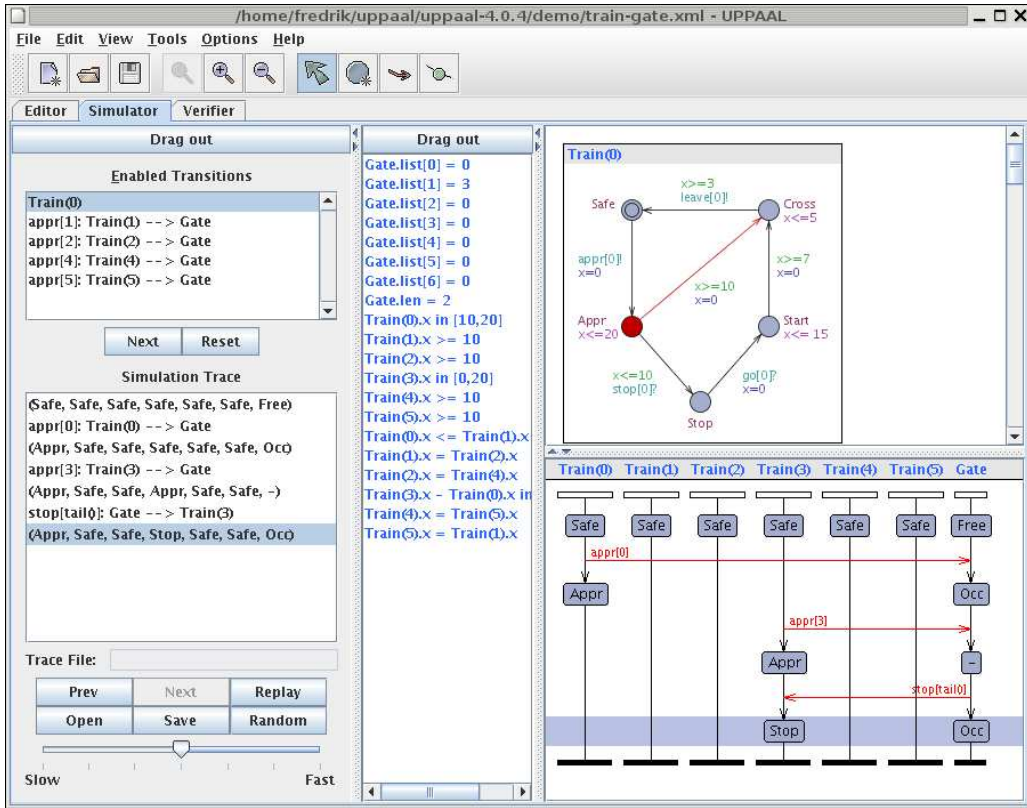 /home/fredrik/uppaal/uppaal-4.0.4/demo/train-gate.xml - UPPAAL
File Edit View Tools Options Help
Editor Simulator Verifier
Drag out
Enabled Transitions
Train(0)
appr[1]: Train(1) --> Gate
appr[2]: Train(2) --> Gate
appr[4]: Train(4) --> Gate
appr[5]: Train(5) --> Gate
Next Reset
Simulation Trace
(Safe, Safe, Safe, Safe, Safe, Safe, Free)
appr[0]: Train(0) --> Gate
(Appr, Safe, Safe, Safe, Safe, Safe, Occ)
appr[3]: Train(3) --> Gate
(Appr, Safe, Safe, Appr, Safe, Safe, -)
stop[tail()]: Gate --> Train(3)
(Appr, Safe, Safe, Stop, Safe, Safe, Occ)
Trace File:
Prev Next Replay
Open Save Random
Slow Fast
Drag out
Gate.list[0] = 0
Gate.list[1] = 3
Gate.list[2] = 0
Gate.list[3] = 0
Gate.list[4] = 0
Gate.list[5] = 0
Gate.list[6] = 0
Gate.len = 2
Train(0).x in [10,20]
Train(1).x >= 10
Train(2).x >= 10
Train(3).x in [0,20]
Train(4).x >= 10
Train(5).x >= 10
Train(0).x <= Train(1).x
Train(1).x = Train(2).x
Train(2).x = Train(4).x
Train(3).x - Train(0).x in
Train(4).x = Train(5).x
Train(5).x = Train(1).x
Train(0)
x>=3
Safe leave[0]! Cross
x<=5
appr[0]! x>=7
x=0 x=0
x>=10
x=0
Appr Start
x<=20 x<= 15
x<=10 go[0]?
stop[0]? x=0
Stop
Train(0) Train(1) Train(2) Train(3) Train(4) Train(5) Gate
Safe Safe Safe Safe Safe Safe Free
appr[0]
Appr Occ
appr[3]
Appr -
stop[tail()]
Stop Occ